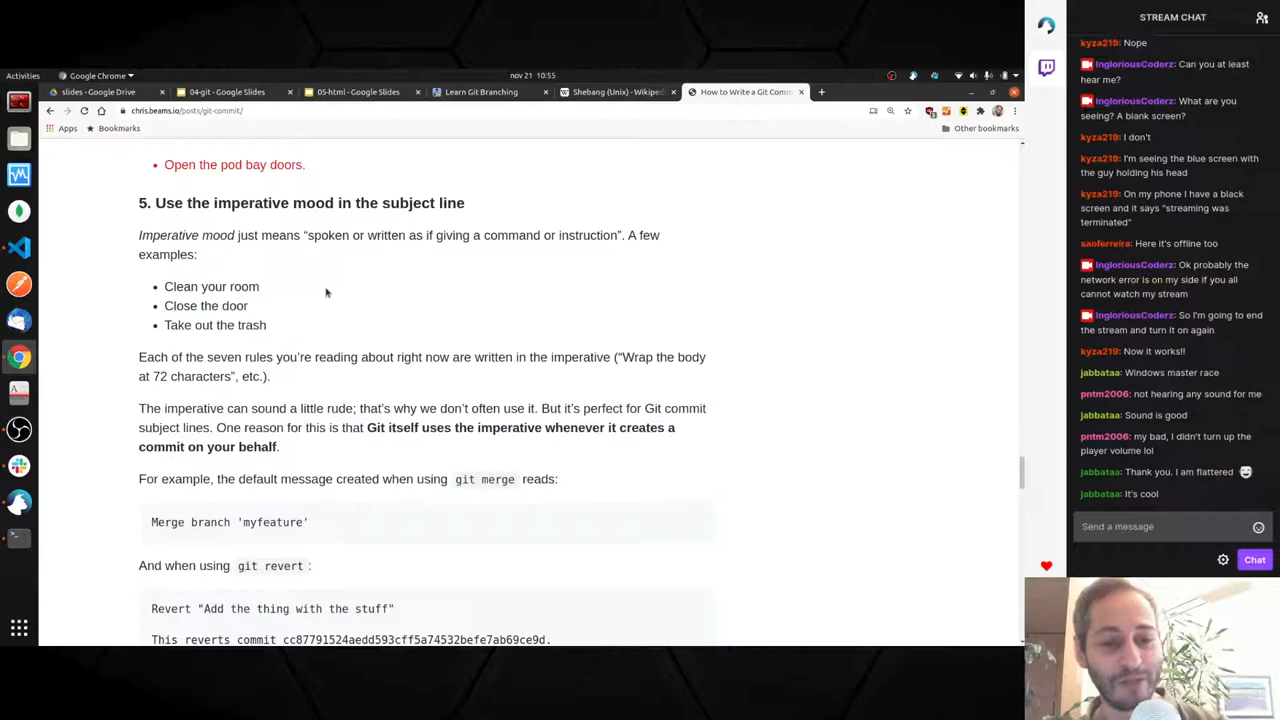 Activities
Google Chrome
nov 21 10:55
slides - Google Drive
04-git - Google Slides
05-html - Google Slides
Learn Git Branching
Shebang (Unix) - Wikiped
How to Write a Git Comm
chris.beams.io/posts/git-commit/
Apps
Bookmarks
Other bookmarks
Open the pod bay doors.
5. Use the imperative mood in the subject line
Imperative mood just means “spoken or written as if giving a command or instruction”. A few
examples:
Clean your room
Close the door
Take out the trash
Each of the seven rules you’re reading about right now are written in the imperative (“Wrap the body
at 72 characters”, etc.).
The imperative can sound a little rude; that’s why we don’t often use it. But it’s perfect for Git commit
subject lines. One reason for this is that Git itself uses the imperative whenever it creates a
commit on your behalf.
For example, the default message created when using git merge reads:
Merge branch 'myfeature'
And when using git revert :
Revert "Add the thing with the stuff"
This reverts commit cc87791524aedd593cff5a74532befe7ab69ce9d.
STREAM CHAT
kyza219: Nope
IngloriousCoderz: Can you at least
hear me?
IngloriousCoderz: What are you
seeing? A blank screen?
kyza219: I don't
kyza219: I'm seeing the blue screen with
the guy holding his head
kyza219: On my phone I have a black
screen and it says "streaming was
terminated"
saoferreira: Here it's offline too
IngloriousCoderz: Ok probably the
network error is on my side if you all
cannot watch my stream
IngloriousCoderz: So I'm going to end
the stream and turn it on again
kyza219: Now it works!!
jabbataa: Windows master race
pntm2006: not hearing any sound for me
jabbataa: Sound is good
pntm2006: my bad, I didn't turn up the
player volume lol
jabbataa: Thank you. I am flattered
jabbataa: It's cool
Send a message
Chat